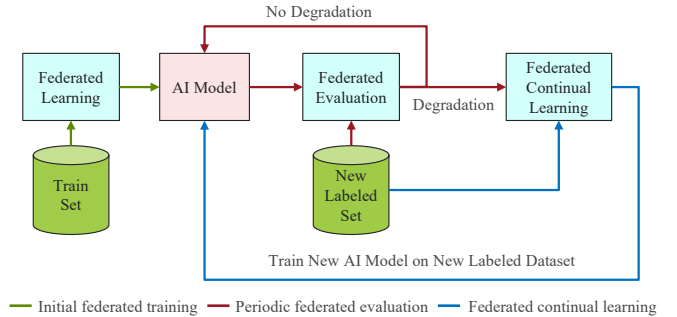 No Degradation
Federated
Learning
AI Model
Federated
Evaluation
Degradation
Federated
Continual
Learning
Train
Set
New
Labeled
Set
Train New AI Model on New Labeled Dataset
Initial federated training
Periodic federated evaluation
Federated continual learning